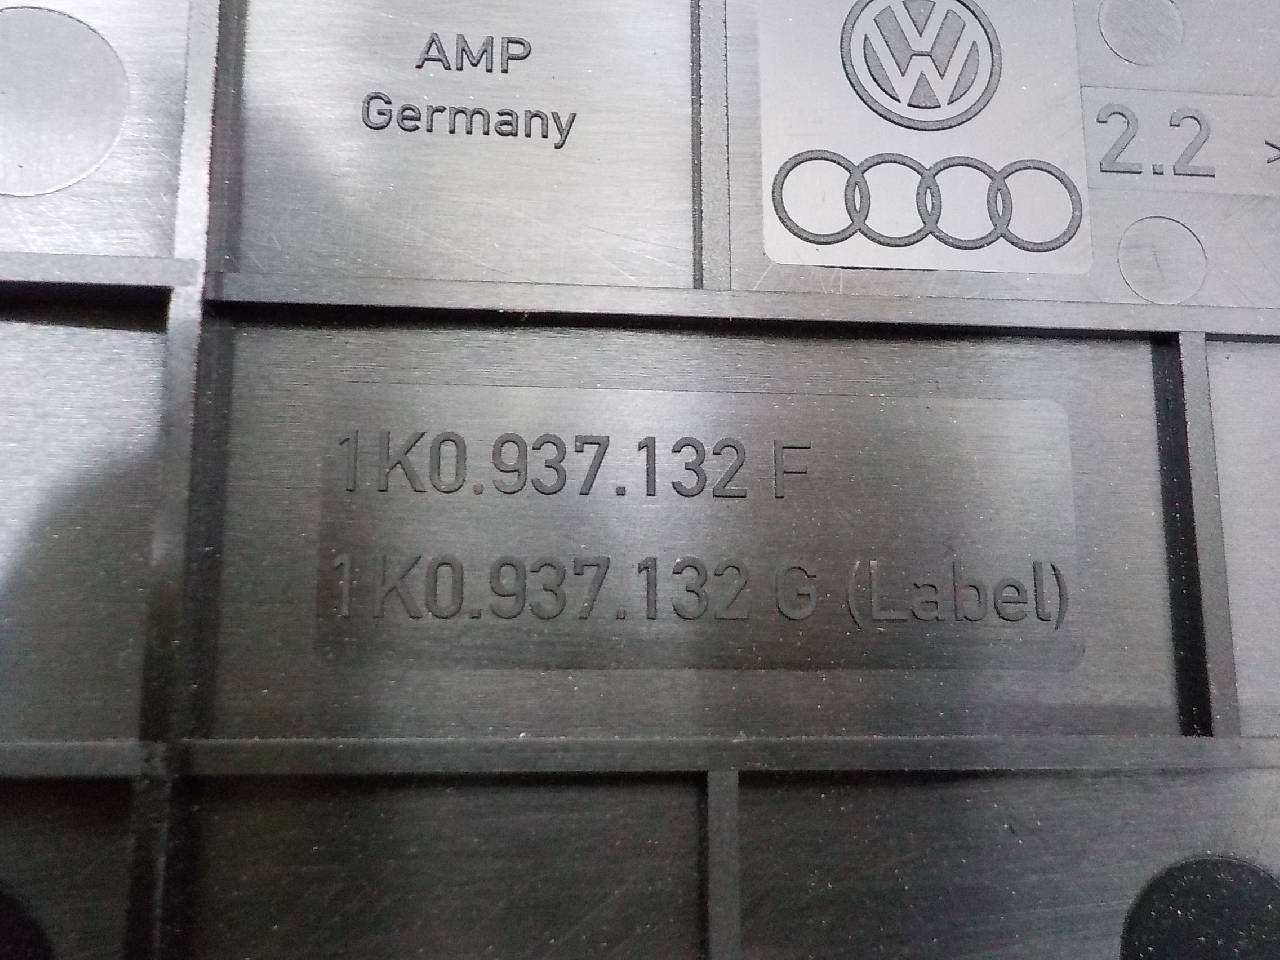 AMP
Germany
2.2 >
1K0.937.132 F
1K0.937.132 G (Label)